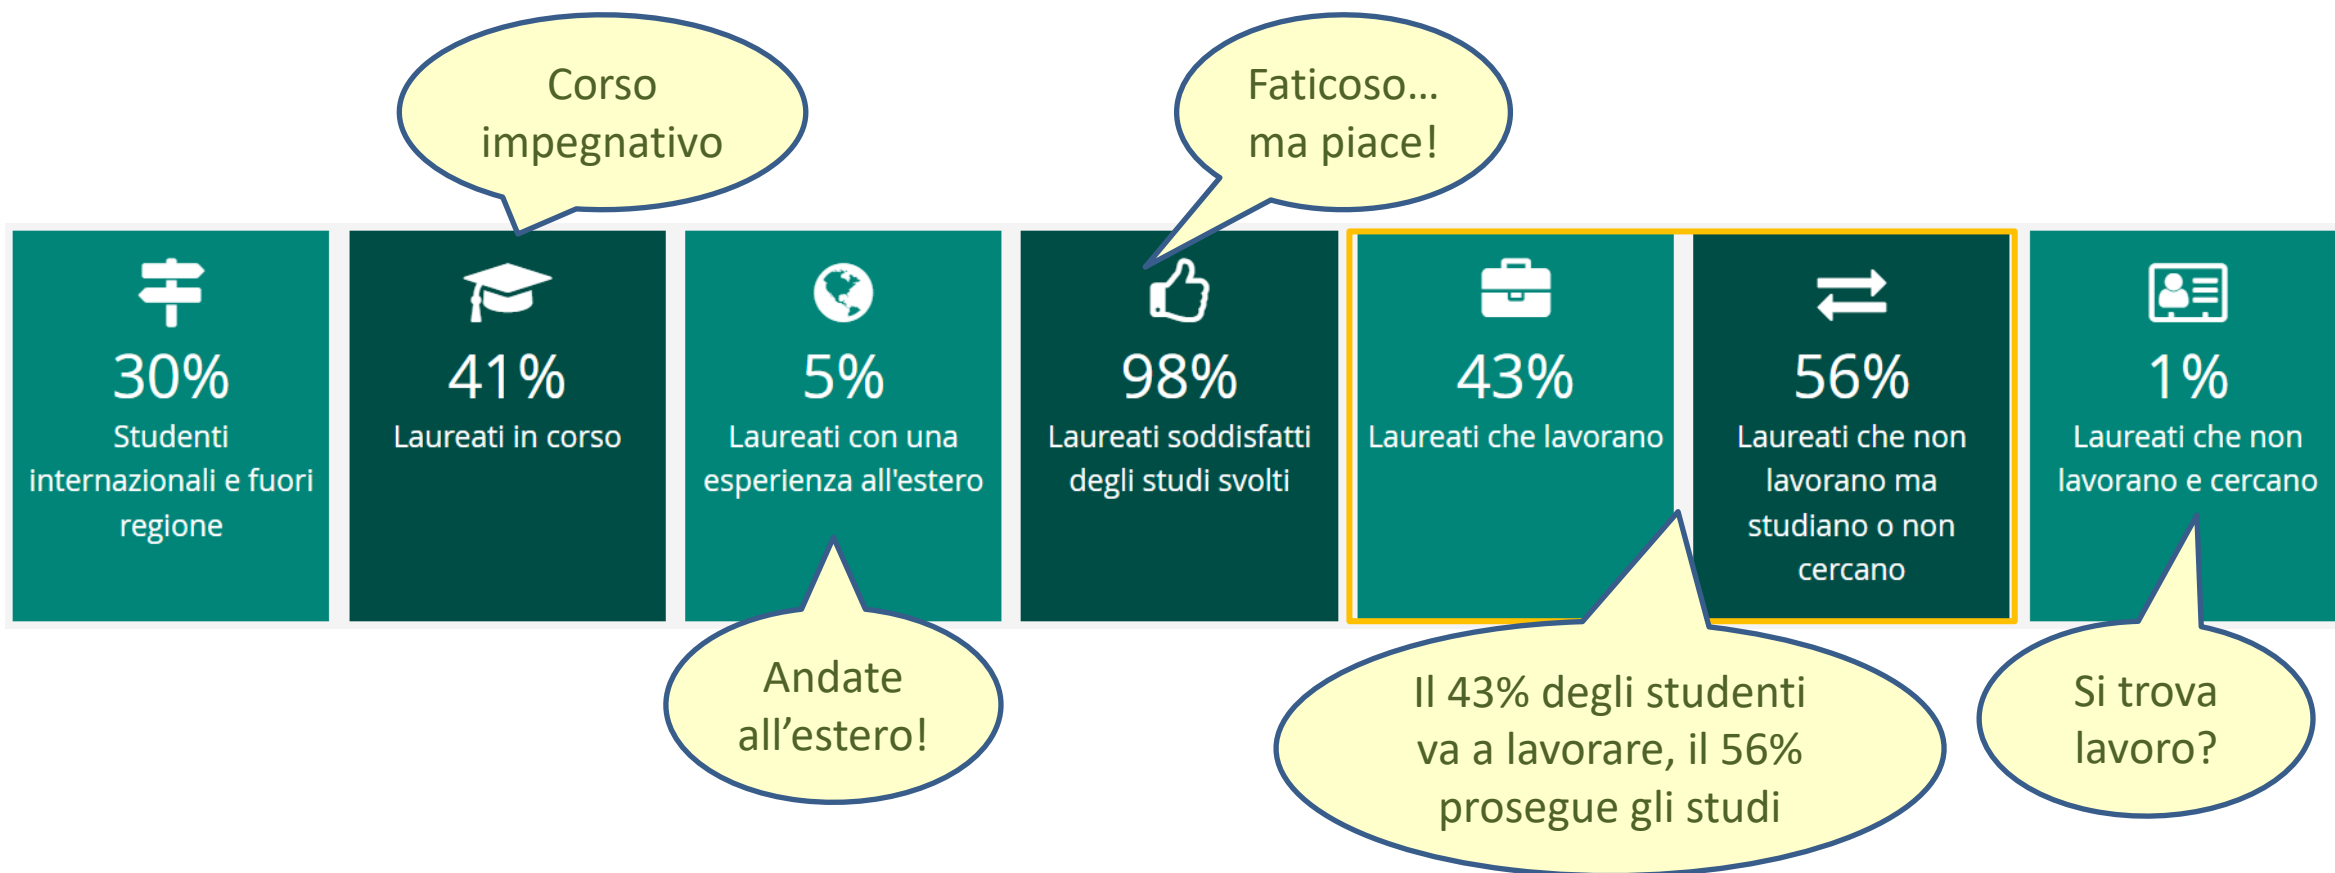 Corso
impegnativo
Faticoso…
ma piace!
30%
Studenti
internazionali e fuori
regione
41%
Laureati in corso
5%
Laureati con una
esperienza all'estero
98%
Laureati soddisfatti
degli studi svolti
43%
Laureati che lavorano
56%
Laureati che non
lavorano ma
studiano o non
cercano
1%
Laureati che non
lavorano e cercano
Andate
all’estero!
Il 43% degli studenti
va a lavorare, il 56%
prosegue gli studi
Si trova
lavoro?